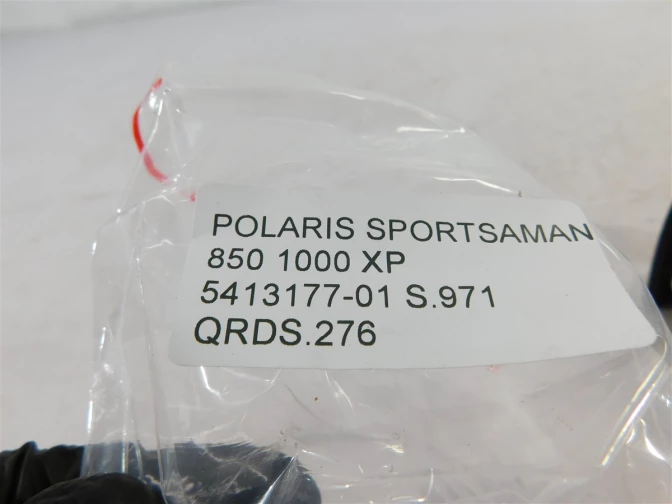 POLARIS SPORTSAMAN
850 1000 XP
5413177-01 S.971
QRDS.276